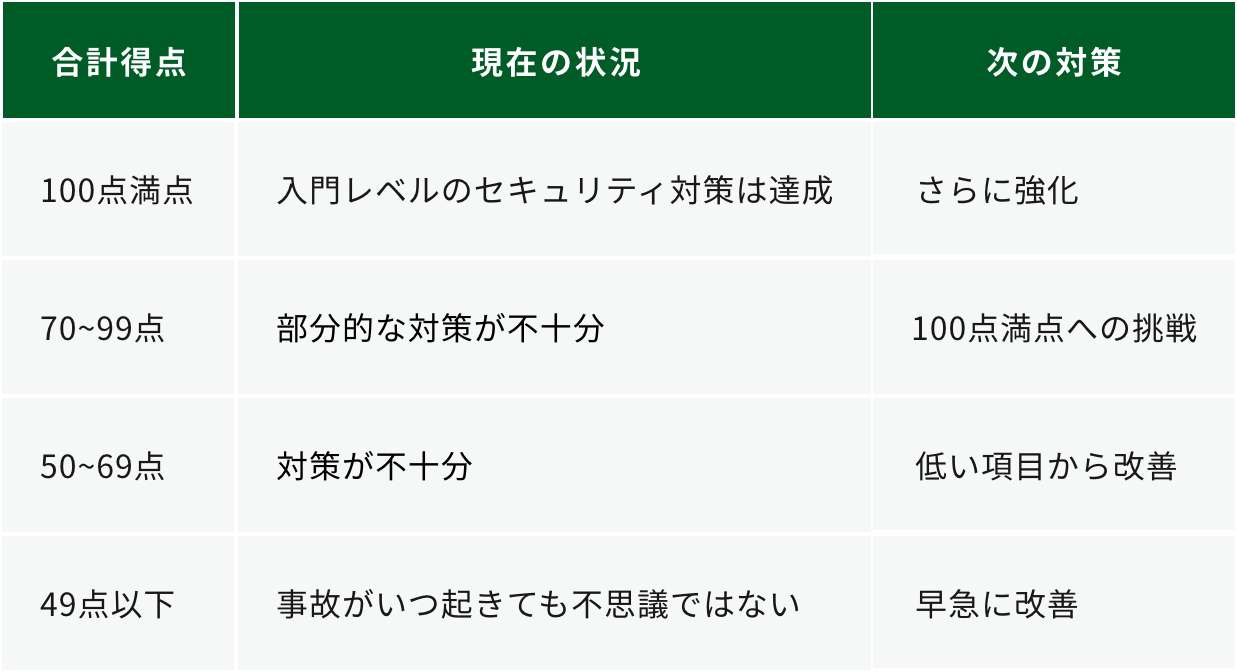 合計得点 現在の状況 次の対策
100点満点 入門レベルのセキュリティ対策は達成 さらに強化
70~99点 部分的な対策が不十分 100点満点への挑戦
50~69点 対策が不十分 低い項目から改善
49点以下 事故がいつ起きても不思議ではない 早急に改善